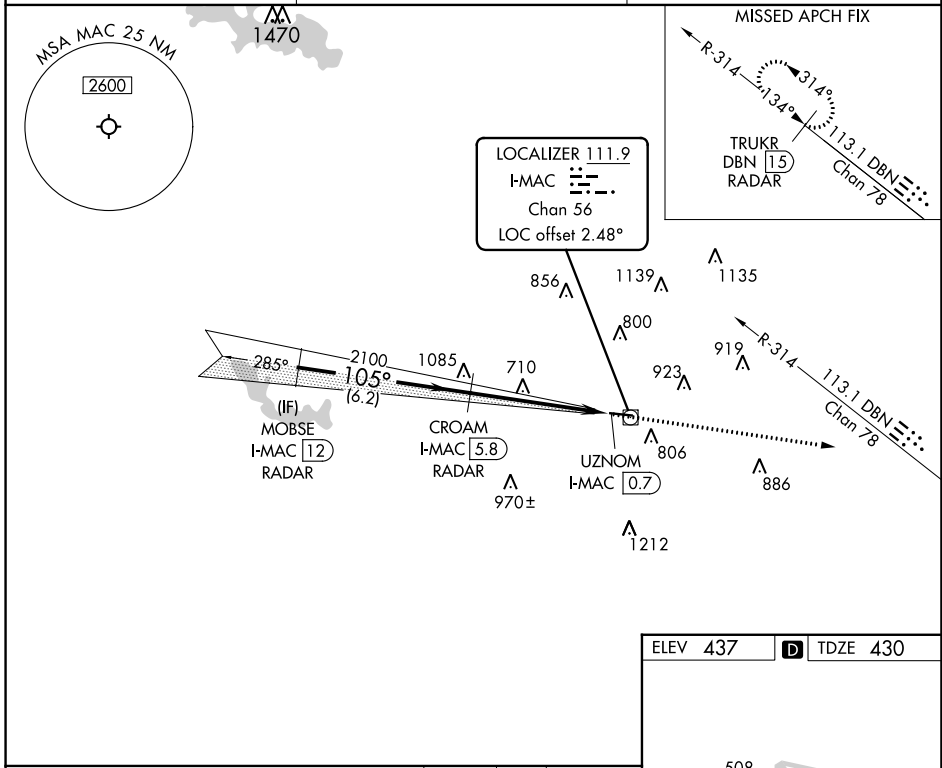 1470
MSA MAC 25 NM
2600
MISSED APCH FIX
R-314
314°
134°
TRUKR
DBN 15
RADAR
113.1 DBN
Chan 78
LOCALIZER 111.9
I-MAC
Chan 56
LOC offset 2.48°
856
1139
1135
800
R-314
919
923
113.1 DBN
Chan 78
285°
2100
105°
(6.2)
1085
710
(IF)
MOBSE
I-MAC 12
RADAR
CROAM
I-MAC 5.8
RADAR
UZNOM
I-MAC 0.7
806
886
970±
1212
ELEV 437
D
TDZE 430
508